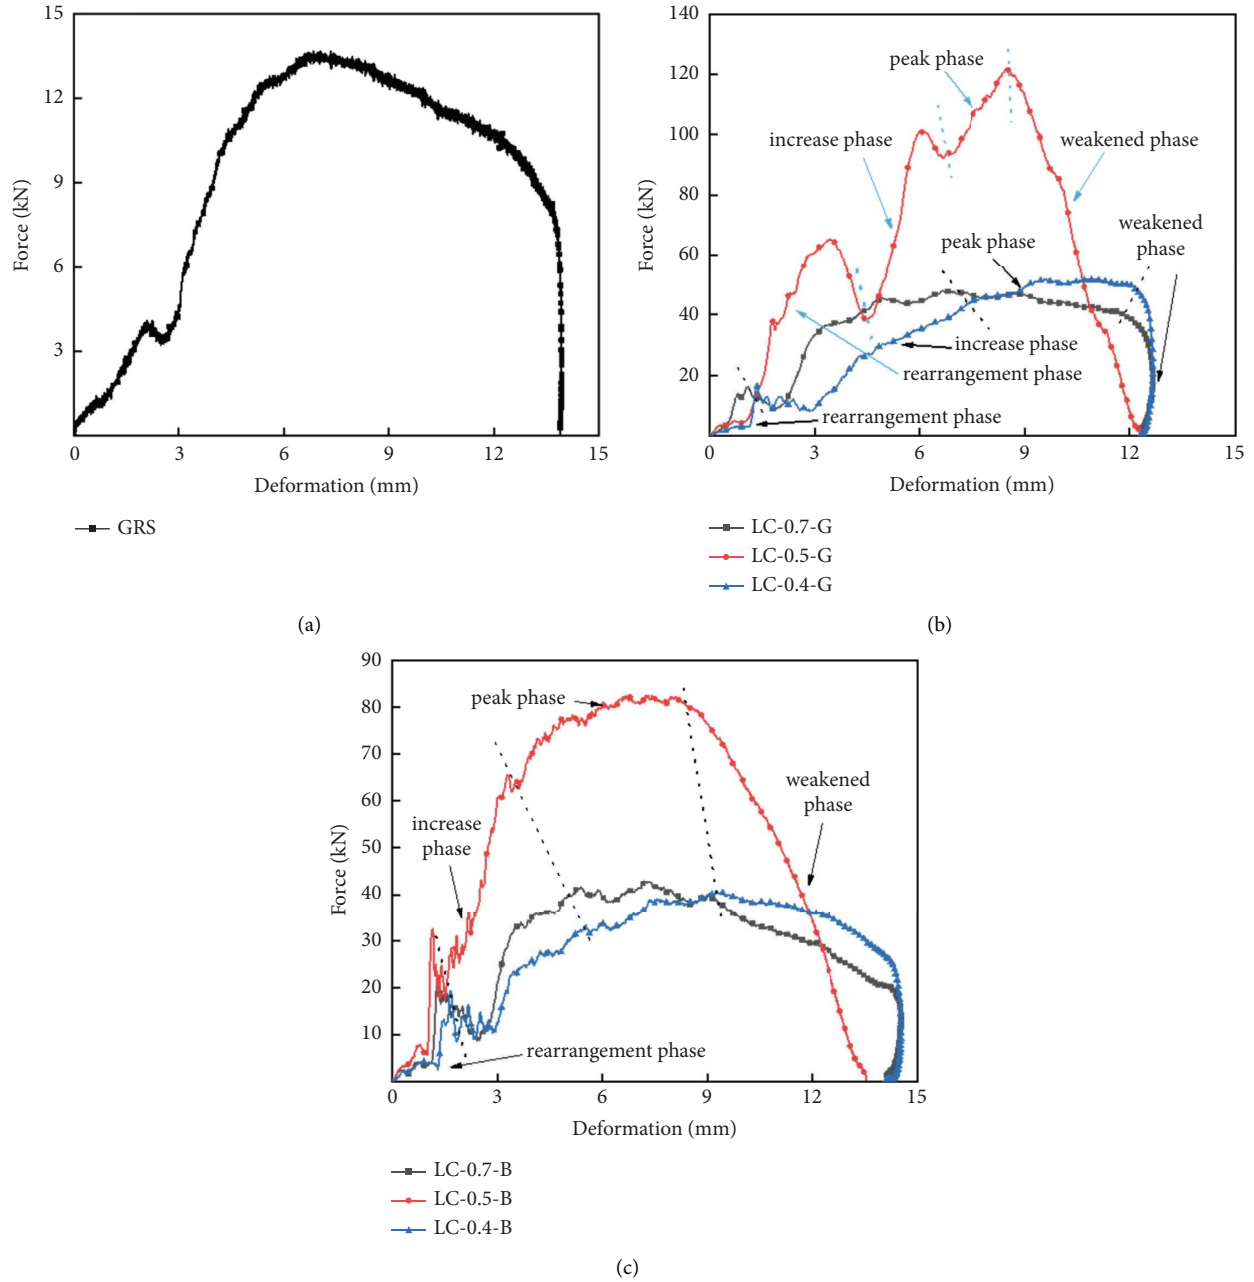 15
12
9
6
3
Force (kN)
0
3
6
9
12
15
Deformation (mm)
GRS
(a)
140
120
100
80
60
40
20
Force (kN)
peak phase
increase phase
weakened phase
weakened
phase
peak phase
increase phase
rearrangement phase
rearrangement phase
0
3
6
9
12
15
Deformation (mm)
LC-0.7-G
LC-0.5-G
LC-0.4-G
(b)
90
80
70
60
50
40
30
20
10
Force (kN)
peak phase
weakened
phase
increase
phase
rearrangement phase
0
3
6
9
12
15
Deformation (mm)
LC-0.7-B
LC-0.5-B
LC-0.4-B
(c)